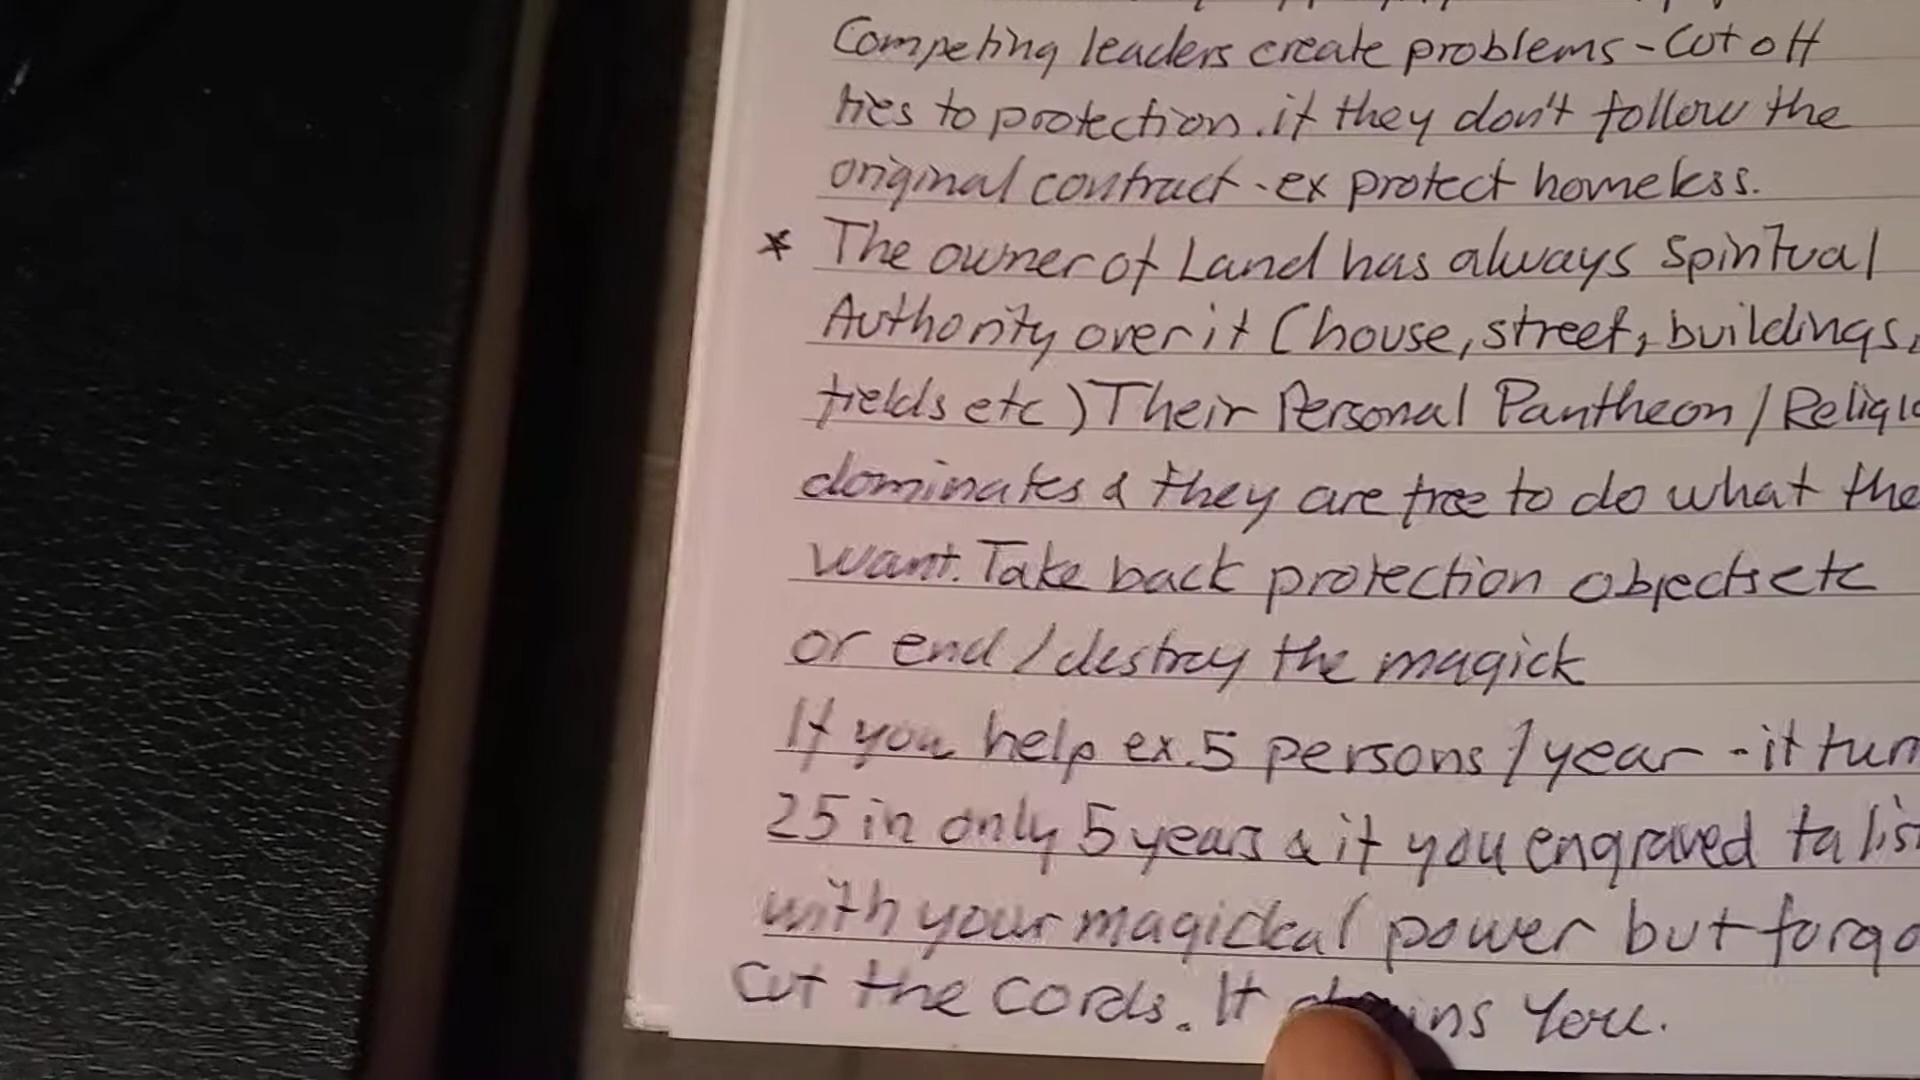 Competing leaders create problems - Cut off
ties to protection. if they don't follow the
original contract - ex protect homeless.
* The owner of Land has always Spiritual
Authority over it (house, street, buildings,
fields etc) Their Personal Pantheon / Religio
dominates & they are free to do what the
want. Take back protection objects etc
or end / destroy the magick
If you help ex. 5 persons / year - it turn
25 in only 5 years & if you engraved talis
with your magickal power but forgo
cut the cords. It drains You.